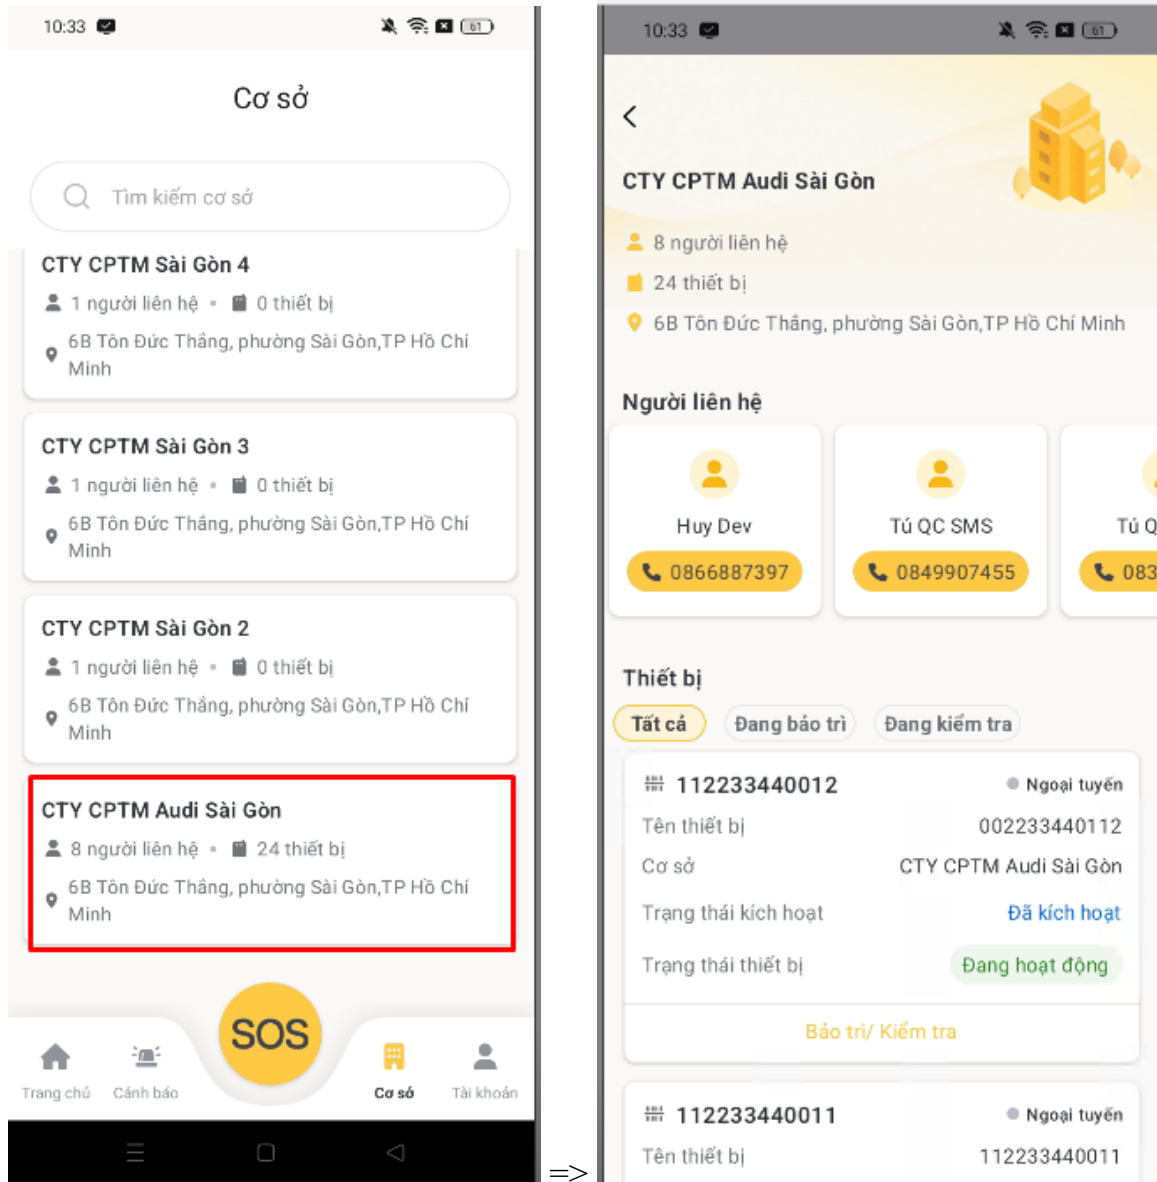 10:33
61
Cơ sở
Tìm kiếm cơ sở
CTY CPTM Sài Gòn 4
1 người liên hệ • 0 thiết bị
6B Tôn Đức Thắng, phường Sài Gòn,TP Hồ Chí
Minh
CTY CPTM Sài Gòn 3
1 người liên hệ • 0 thiết bị
6B Tôn Đức Thắng, phường Sài Gòn,TP Hồ Chí
Minh
CTY CPTM Sài Gòn 2
1 người liên hệ • 0 thiết bị
6B Tôn Đức Thắng, phường Sài Gòn,TP Hồ Chí
Minh
CTY CPTM Audi Sài Gòn
8 người liên hệ • 24 thiết bị
6B Tôn Đức Thắng, phường Sài Gòn,TP Hồ Chí
Minh
SOS
Trang chủ Cảnh báo Cơ sở Tài khoản
=>
10:33
61
CTY CPTM Audi Sài Gòn
8 người liên hệ
24 thiết bị
6B Tôn Đức Thắng, phường Sài Gòn,TP Hồ Chí Minh
Người liên hệ
Huy Dev Tú QC SMS Tú Q
0866887397 0849907455 083
Thiết bị
Tất cả Đang bảo trì Đang kiểm tra
112233440012 Ngoại tuyến
Tên thiết bị 002233440112
Cơ sở CTY CPTM Audi Sài Gòn
Trạng thái kích hoạt Đã kích hoạt
Trạng thái thiết bị Đang hoạt động
Bảo trì/ Kiểm tra
112233440011 Ngoại tuyến
Tên thiết bị 112233440011